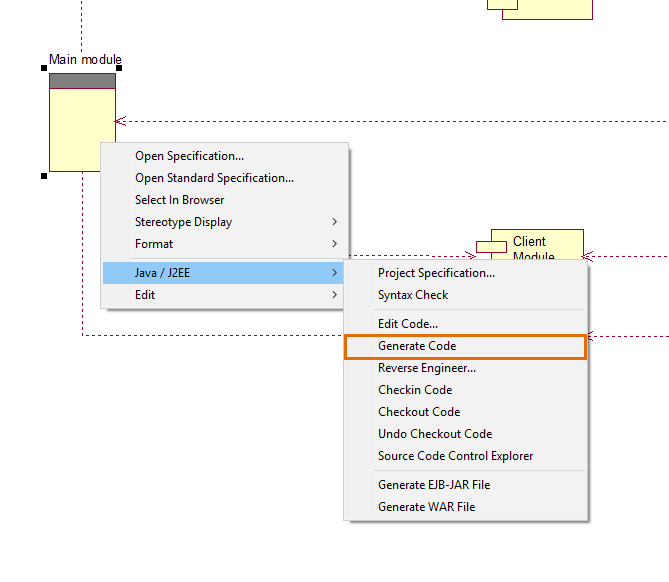 Main module
Open Specification...
Open Standard Specification...
Select In Browser
Stereotype Display
Format
Java / J2EE
Edit
Client
Module
Project Specification...
Syntax Check
Edit Code...
Generate Code
Reverse Engineer...
Checkin Code
Checkout Code
Undo Checkout Code
Source Code Control Explorer
Generate EJB-JAR File
Generate WAR File